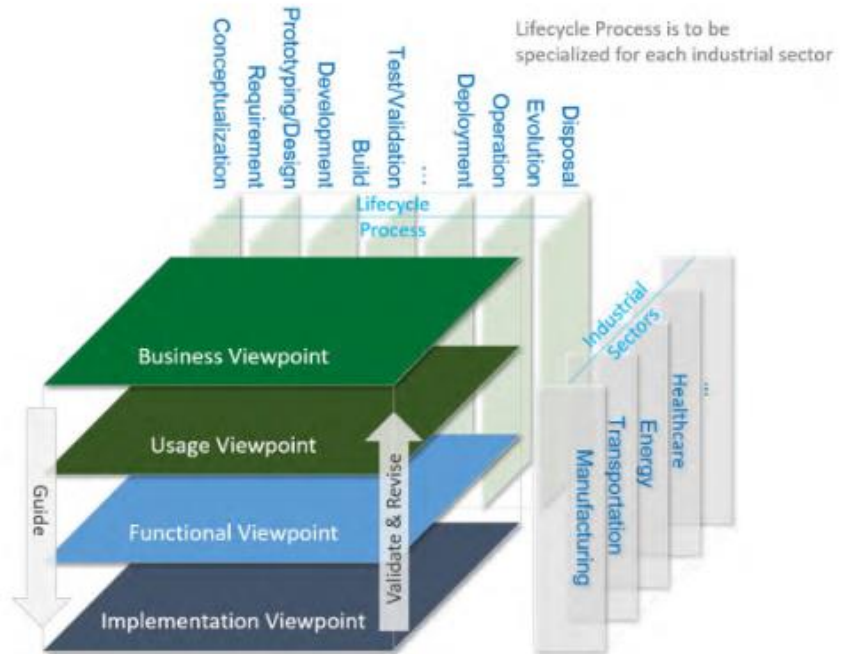 Lifecycle Process is to be
specialized for each industrial sector
Conceptualization
Requirement
Prototyping/Design
Development
Build
Test/Validation
...
Deployment
Operation
Evolution
Disposal
Lifecycle
Process
Industrial
Sectors
Business Viewpoint
Usage Viewpoint
Functional Viewpoint
Implementation Viewpoint
Guide
Validate & Revise
Manufacturing
Transportation
Energy
Healthcare
...